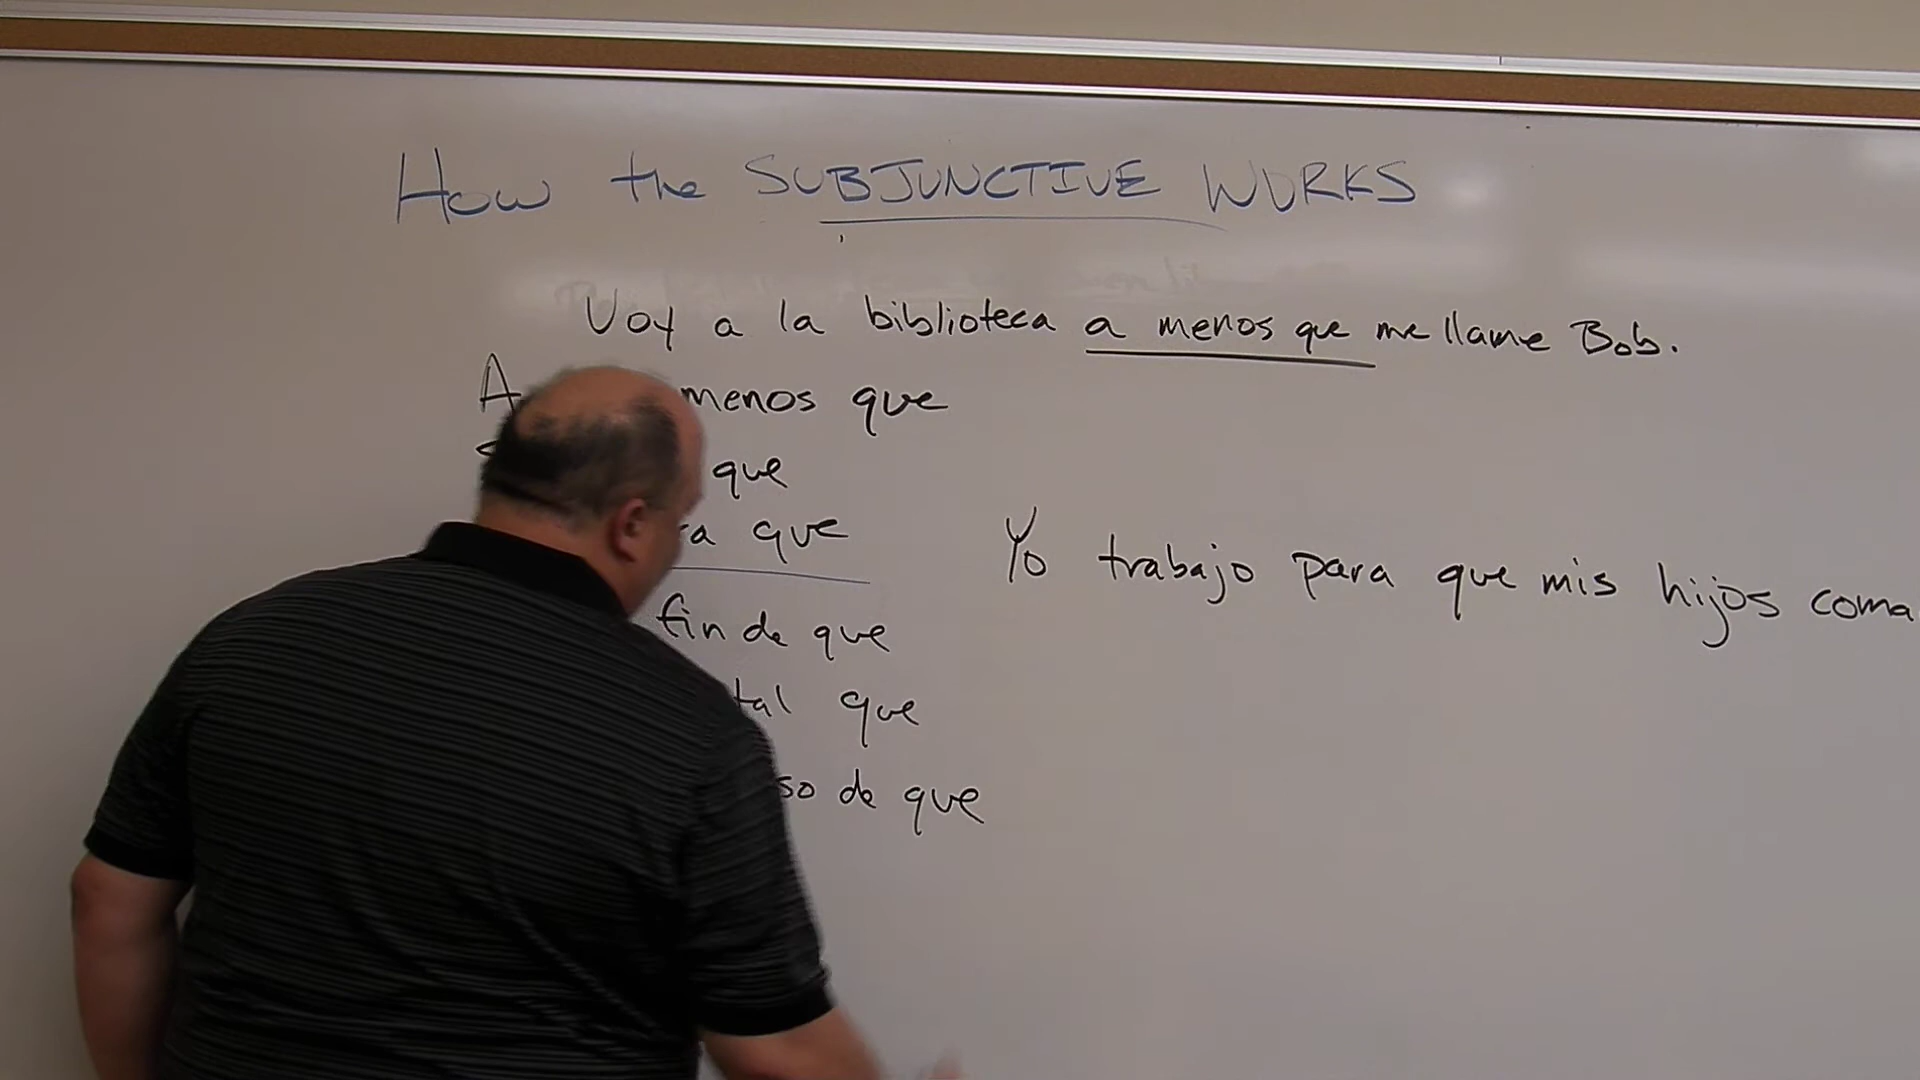 How the SUBJUNCTIVE WORKS
Voy a la biblioteca a menos que me llame Bob.
A menos que
que
que
Yo trabajo para que mis hijos coma
fin de que
tal que
de que